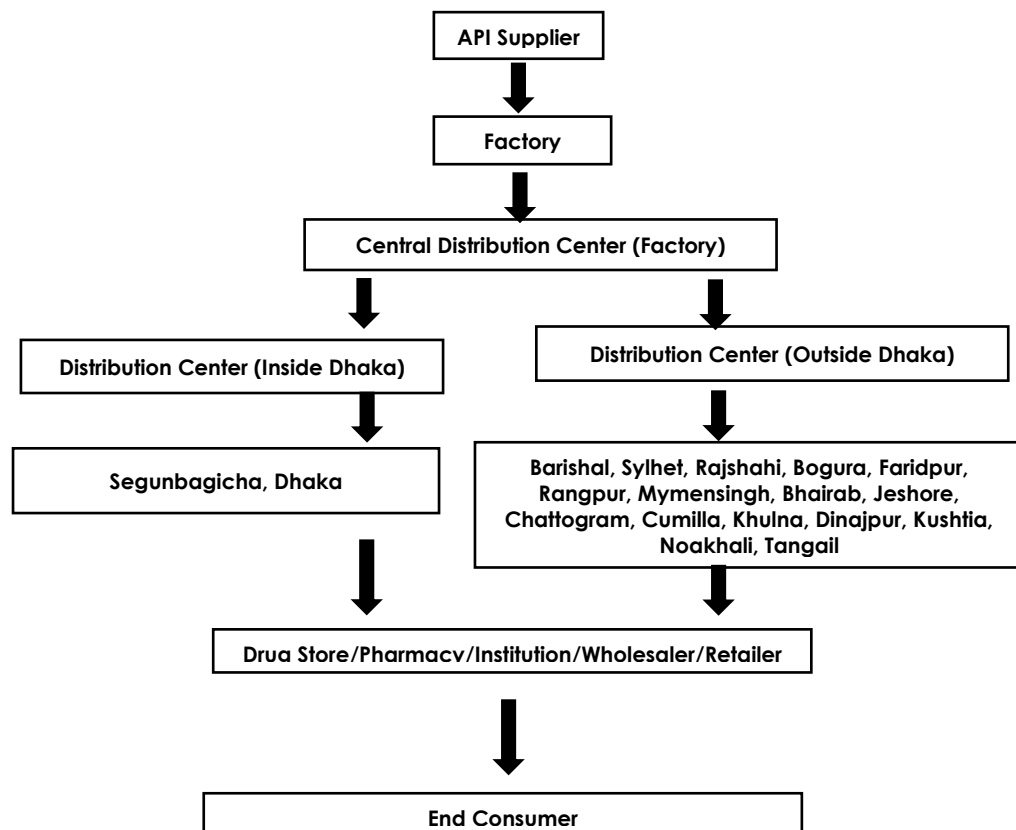 API Supplier
Factory
Central Distribution Center (Factory)
Distribution Center (Inside Dhaka)
Distribution Center (Outside Dhaka)
Segunbagicha, Dhaka
Barishal, Sylhet, Rajshahi, Bogura, Faridpur,
Rangpur, Mymensingh, Bhairab, Jeshore,
Chattogram, Cumilla, Khulna, Dinajpur, Kushtia,
Noakhali, Tangail
Drua Store/Pharmacv/Institution/Wholesaler/Retailer
End Consumer